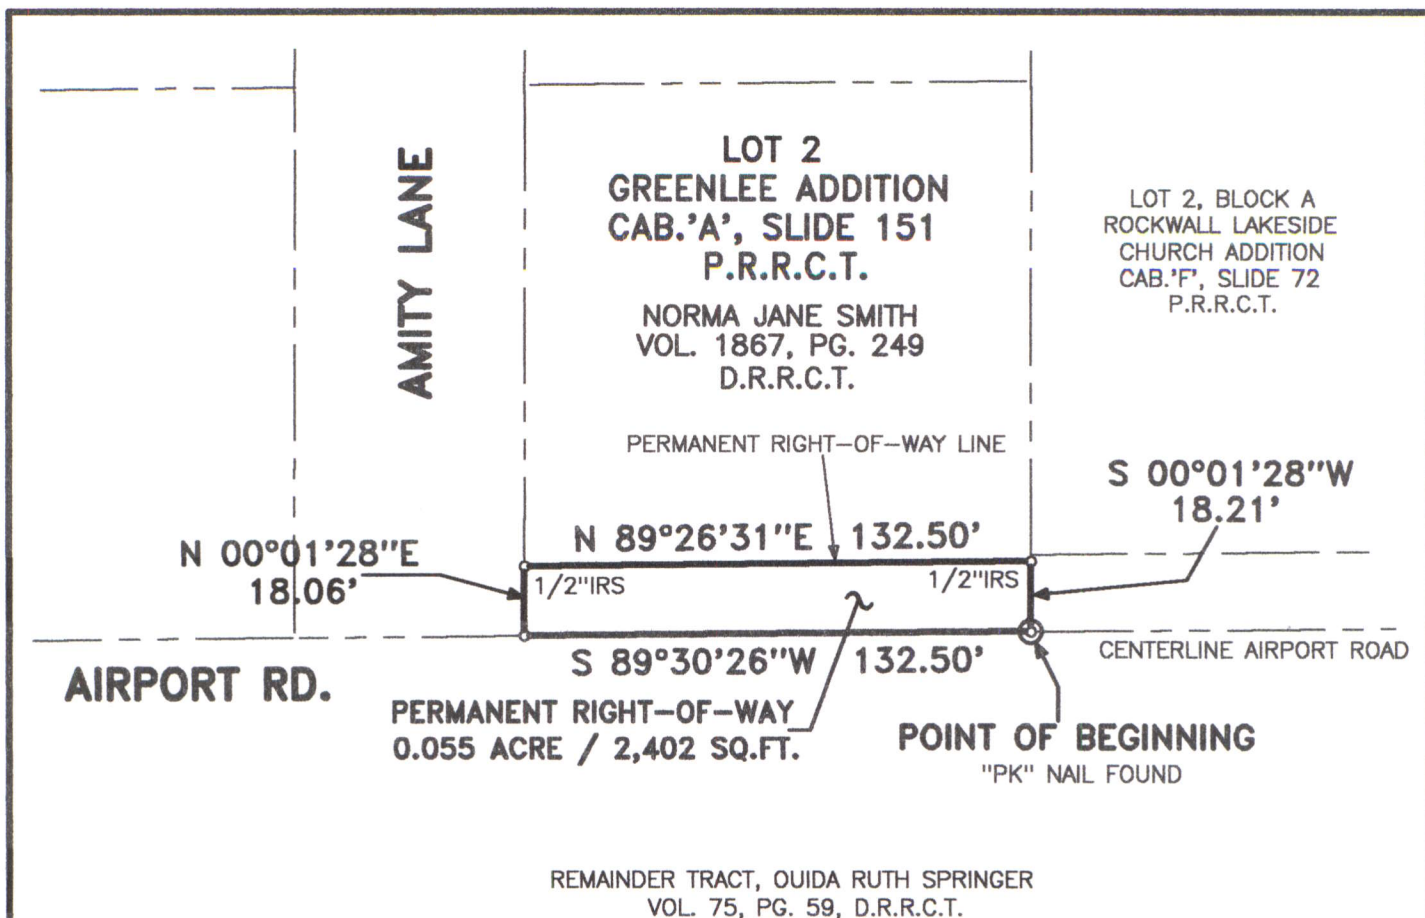 LOT 2
GREENLEE ADDITION
CAB.'A', SLIDE 151
P.R.R.C.T.
NORMA JANE SMITH
VOL. 1867, PG. 249
D.R.R.C.T.
AMITY LANE
LOT 2, BLOCK A
ROCKWALL LAKESIDE
CHURCH ADDITION
CAB.'F', SLIDE 72
P.R.R.C.T.
PERMANENT RIGHT-OF-WAY LINE
S 00°01'28"W
18.21'
N 00°01'28"E
18.06'
N 89°26'31"E 132.50'
1/2"IRS
1/2"IRS
S 89°30'26"W 132.50'
CENTERLINE AIRPORT ROAD
AIRPORT RD.
PERMANENT RIGHT-OF-WAY
0.055 ACRE / 2,402 SQ.FT.
POINT OF BEGINNING
"PK" NAIL FOUND
REMAINDER TRACT, OUIDA RUTH SPRINGER
VOL. 75, PG. 59, D.R.R.C.T.